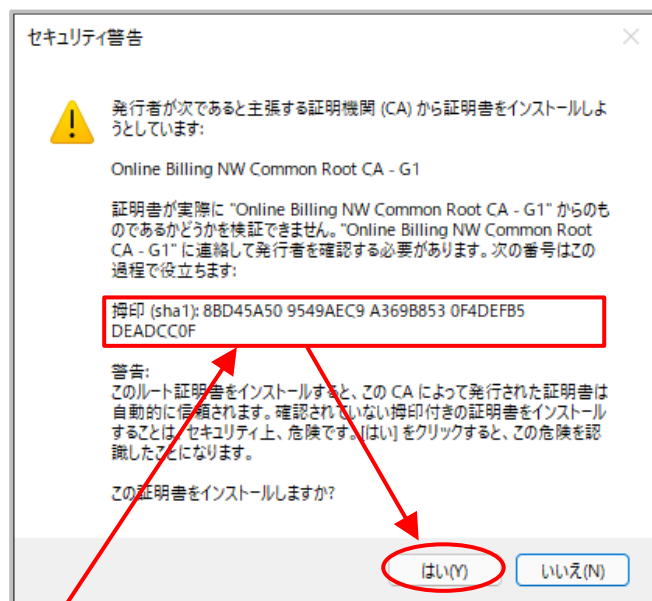 セキュリティ警告
発行者が次であると主張する証明機関 (CA) から証明書をインストールしよ
うとしています:
Online Billing NW Common Root CA - G1
証明書が実際に "Online Billing NW Common Root CA - G1" からのも
のであるかどうかを検証できません。"Online Billing NW Common Root
CA - G1" に連絡して発行者を確認する必要があります。次の番号はこの
過程で役立ちます:
拇印 (sha1): 8BD45A50 9549AEC9 A369B853 0F4DEFB5
DEADCC0F
警告:
このルート証明書をインストールすると、この CA によって発行された証明書は
自動的に信頼されます。確認されていない拇印付きの証明書をインストール
することは、セキュリティ上、危険です。[はい] をクリックすると、この危険を認
識したことになります。
この証明書をインストールしますか?
はい(Y)
いいえ(N)